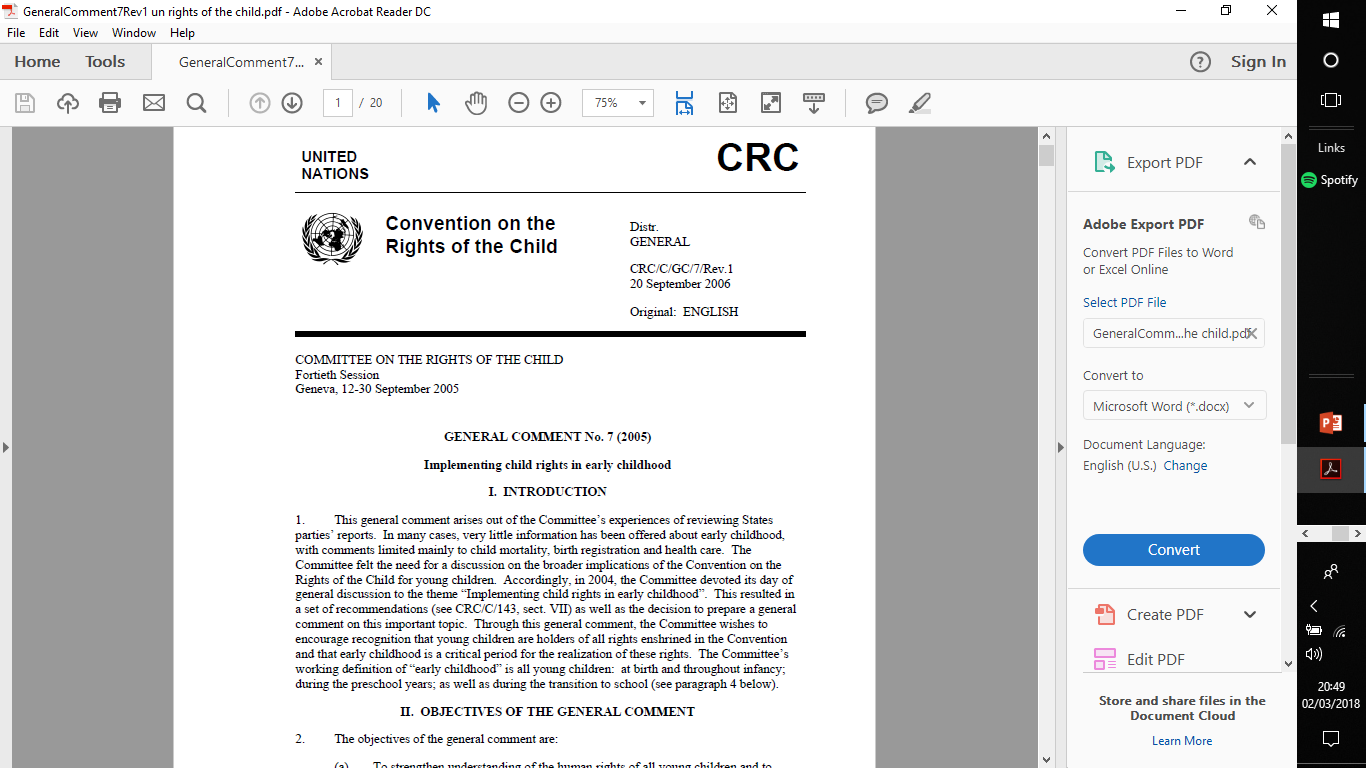 GeneralComment7Rev1 un rights of the child.pdf - Adobe Acrobat Reader DC
File Edit View Window Help
Home Tools GeneralComment7... × Sign In
1 / 20 75%
UNITED
NATIONS
CRC
Convention on the
Rights of the Child
Distr.
GENERAL
CRC/C/GC/7/Rev.1
20 September 2006
Original: ENGLISH
COMMITTEE ON THE RIGHTS OF THE CHILD
Fortieth Session
Geneva, 12-30 September 2005
GENERAL COMMENT No. 7 (2005)
Implementing child rights in early childhood
I. INTRODUCTION
1. This general comment arises out of the Committee's experiences of reviewing States
parties' reports. In many cases, very little information has been offered about early childhood,
with comments limited mainly to child mortality, birth registration and health care. The
Committee felt the need for a discussion on the broader implications of the Convention on the
Rights of the Child for young children. Accordingly, in 2004, the Committee devoted its day of
general discussion to the theme “Implementing child rights in early childhood”. This resulted in
a set of recommendations (see CRC/C/143, sect. VII) as well as the decision to prepare a general
comment on this important topic. Through this general comment, the Committee wishes to
encourage recognition that young children are holders of all rights enshrined in the Convention
and that early childhood is a critical period for the realization of these rights. The Committee's
working definition of “early childhood” is all young children: at birth and throughout infancy;
during the preschool years; as well as during the transition to school (see paragraph 4 below).
II. OBJECTIVES OF THE GENERAL COMMENT
2. The objectives of the general comment are:
(a) To strengthen understanding of the human rights of all young children and to
Export PDF
Adobe Export PDF
Convert PDF Files to Word
or Excel Online
Select PDF File
GeneralComm...he child.pdf
Convert to
Microsoft Word (*.docx)
Document Language:
English (U.S.) Change
Convert
Create PDF
Edit PDF
Store and share files in the
Document Cloud
Learn More
Links
Spotify
20:49
02/03/2018